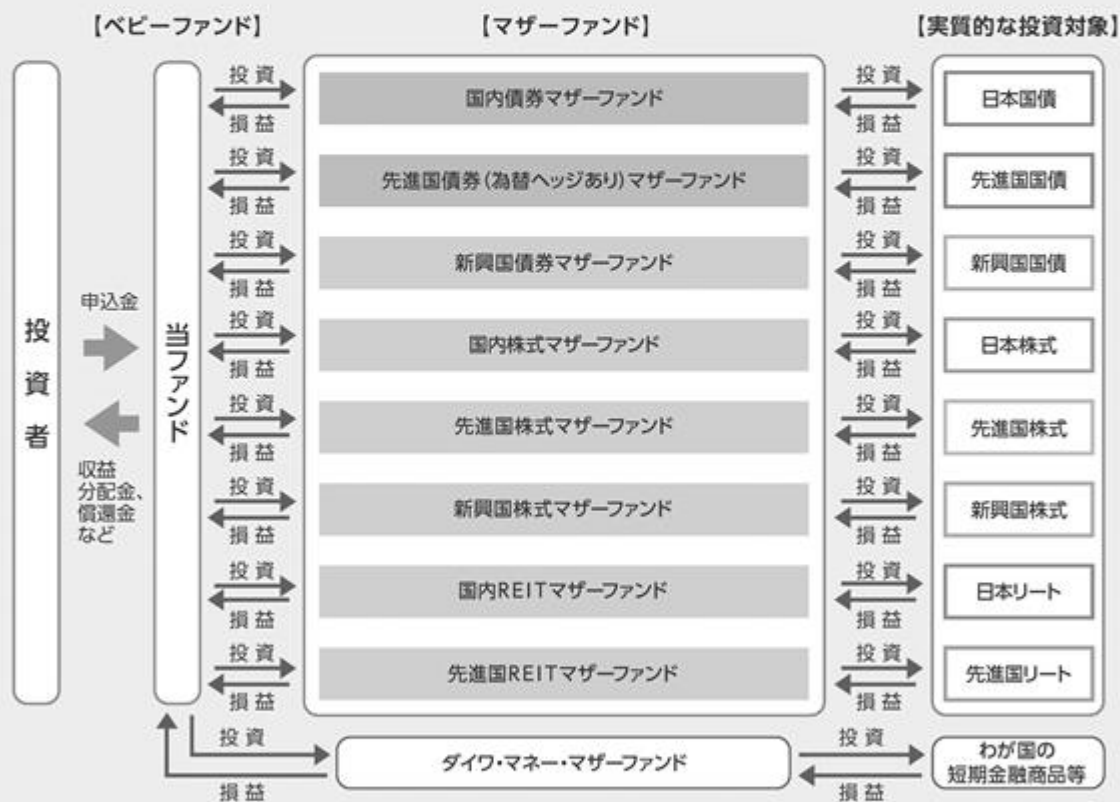 【ベビーファンド】
【マザーファンド】
【実質的な投資対象】
投資者
申込金
収益
分配金、
償還金
など
当ファンド
投資
損益
国内債券マザーファンド
投資
損益
日本国債
投資
損益
先進国債券(為替ヘッジあり)マザーファンド
投資
損益
先進国国債
投資
損益
新興国債券マザーファンド
投資
損益
新興国国債
投資
損益
国内株式マザーファンド
投資
損益
日本株式
投資
損益
先進国株式マザーファンド
投資
損益
先進国株式
投資
損益
新興国株式マザーファンド
投資
損益
新興国株式
投資
損益
国内REITマザーファンド
投資
損益
日本リート
投資
損益
先進国REITマザーファンド
投資
損益
先進国リート
投資
損益
ダイワ・マネー・マザーファンド
投資
損益
わが国の
短期金融商品等